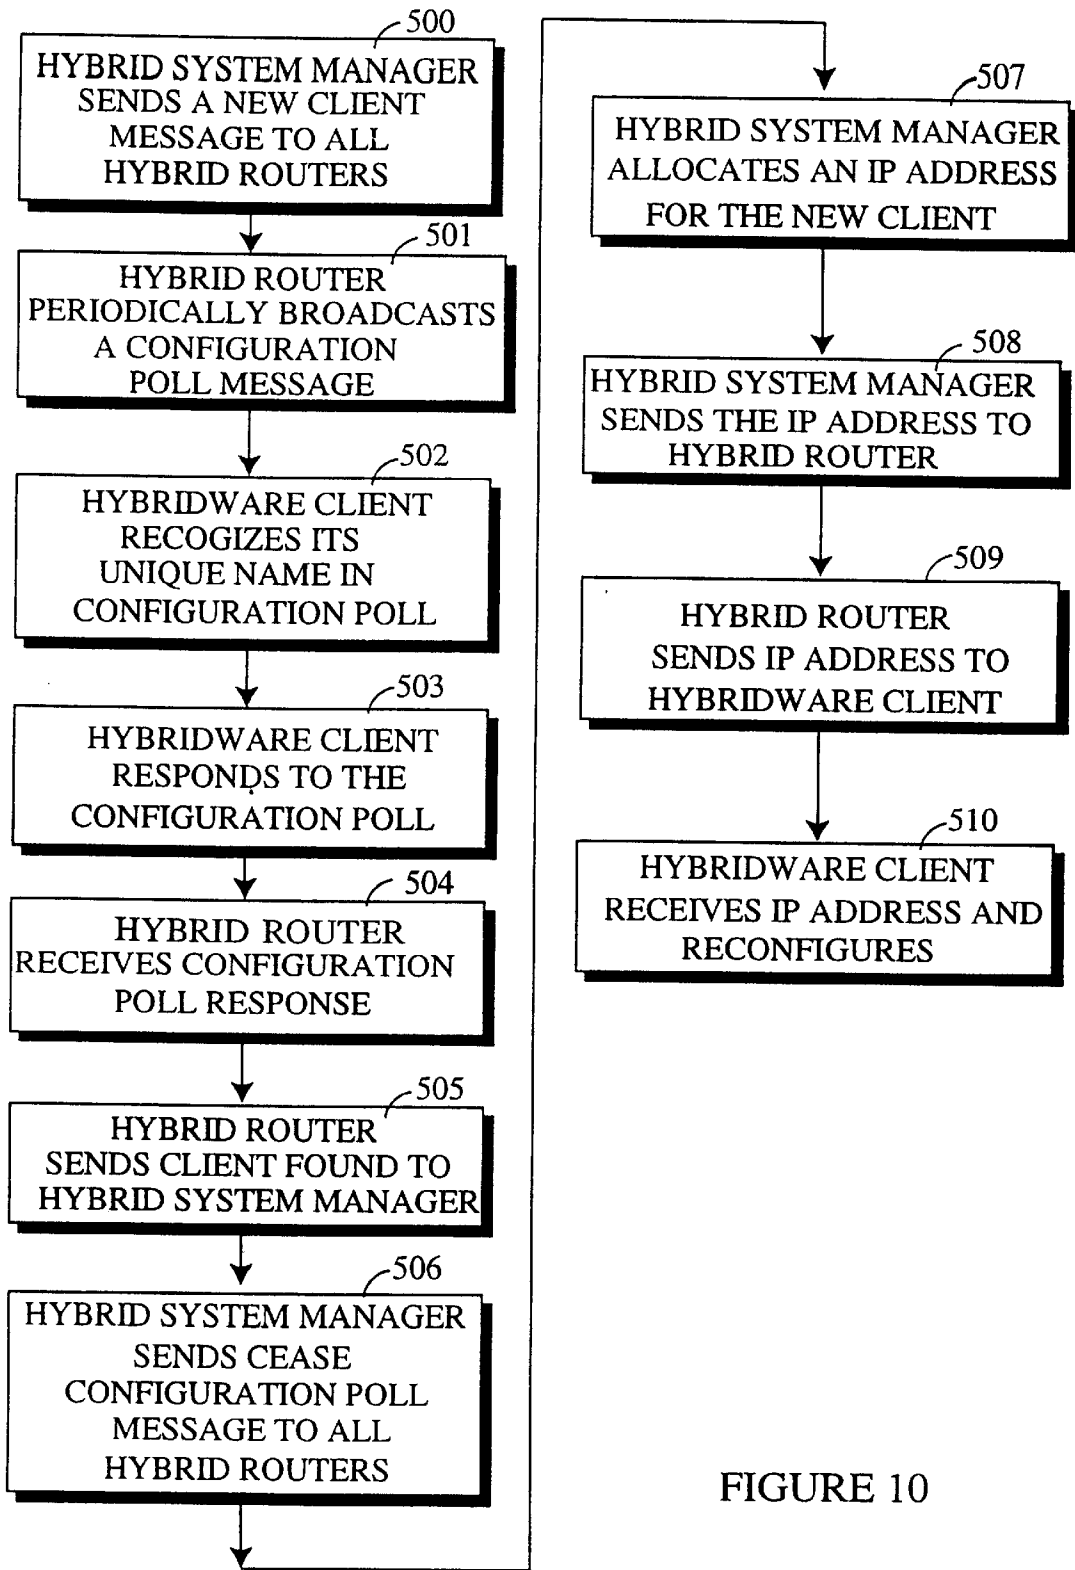 500
HYBRID SYSTEM MANAGER
SENDS A NEW CLIENT
MESSAGE TO ALL
HYBRID ROUTERS
501
HYBRID ROUTER
PERIODICALLY BROADCASTS
A CONFIGURATION
POLL MESSAGE
502
HYBRIDWARE CLIENT
RECOGIZES ITS
UNIQUE NAME IN
CONFIGURATION POLL
503
HYBRIDWARE CLIENT
RESPONDS TO THE
CONFIGURATION POLL
504
HYBRID ROUTER
RECEIVES CONFIGURATION
POLL RESPONSE
505
HYBRID ROUTER
SENDS CLIENT FOUND TO
HYBRID SYSTEM MANAGER
506
HYBRID SYSTEM MANAGER
SENDS CEASE
CONFIGURATION POLL
MESSAGE TO ALL
HYBRID ROUTERS
507
HYBRID SYSTEM MANAGER
ALLOCATES AN IP ADDRESS
FOR THE NEW CLIENT
508
HYBRID SYSTEM MANAGER
SENDS THE IP ADDRESS TO
HYBRID ROUTER
509
HYBRID ROUTER
SENDS IP ADDRESS TO
HYBRIDWARE CLIENT
510
HYBRIDWARE CLIENT
RECEIVES IP ADDRESS AND
RECONFIGURES
FIGURE 10